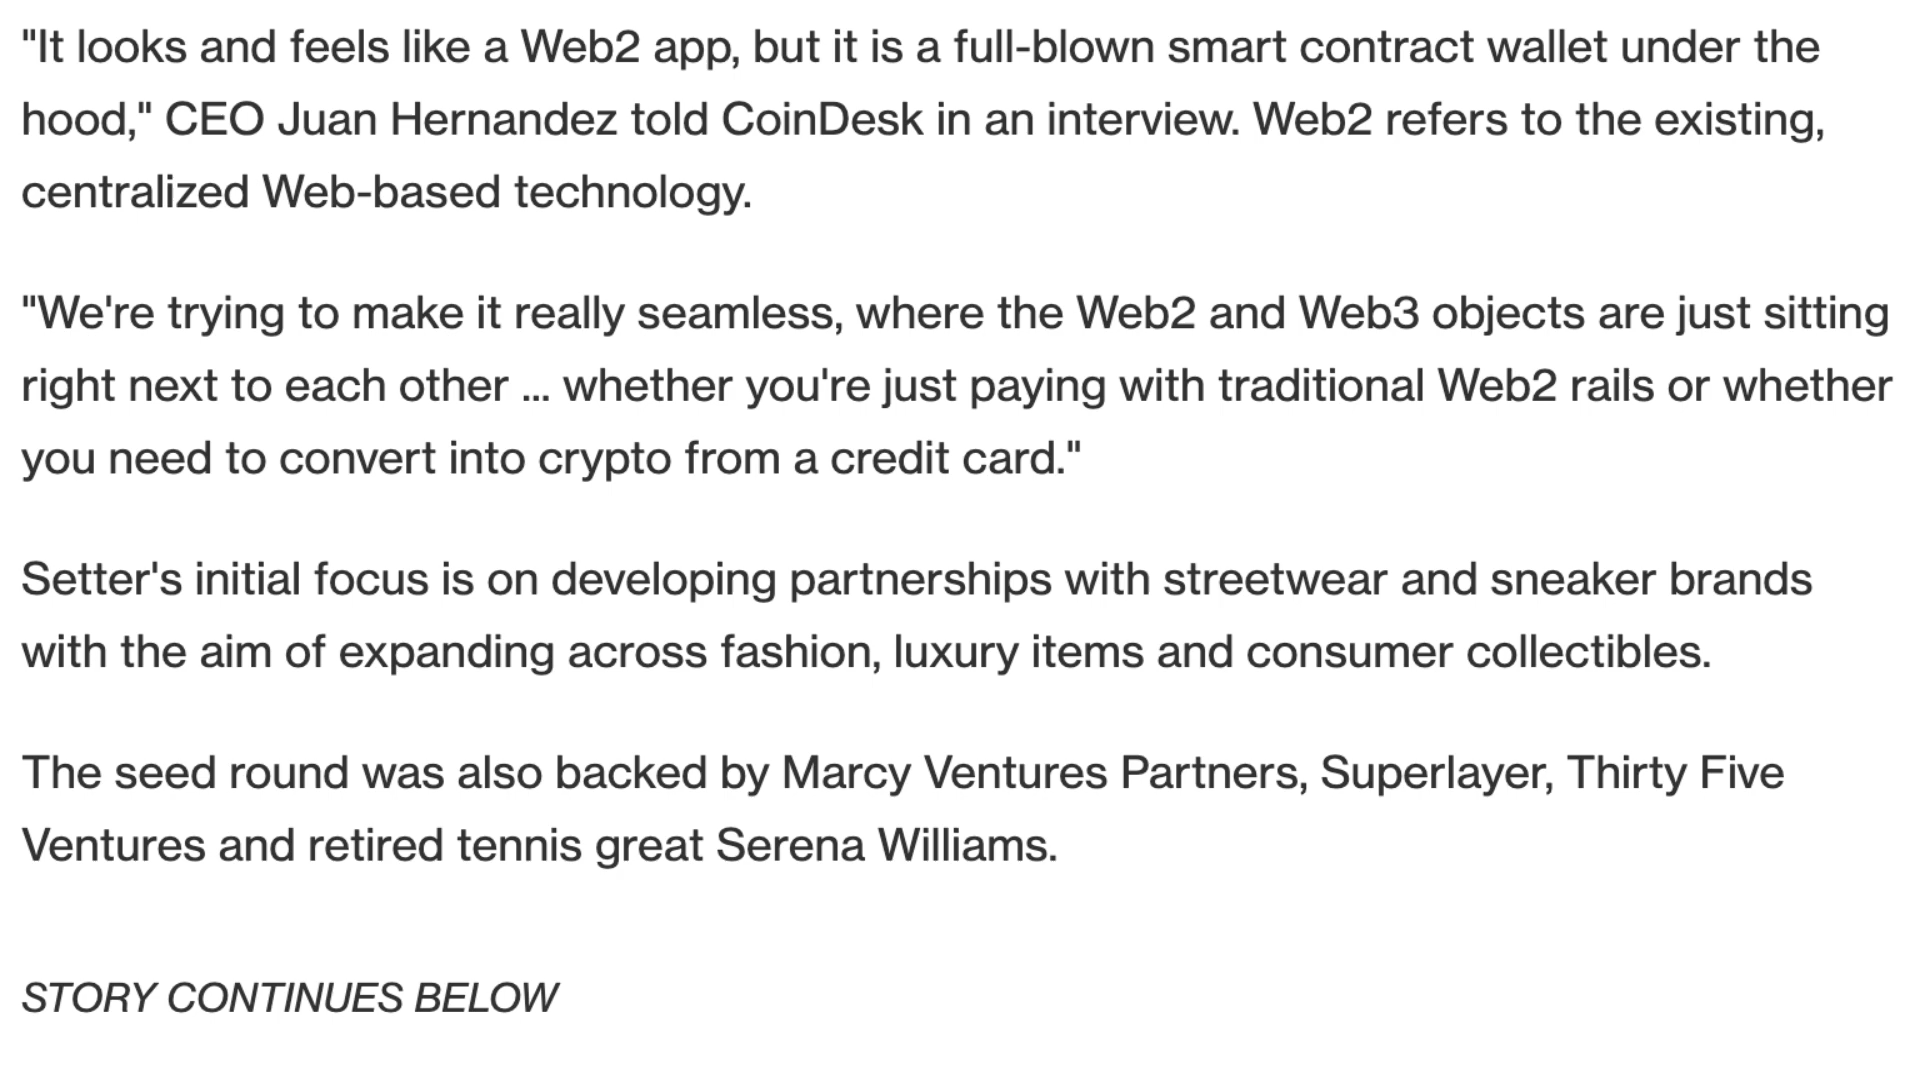 "It looks and feels like a Web2 app, but it is a full-blown smart contract wallet under the
hood," CEO Juan Hernandez told CoinDesk in an interview. Web2 refers to the existing,
centralized Web-based technology.
"We're trying to make it really seamless, where the Web2 and Web3 objects are just sitting
right next to each other ... whether you're just paying with traditional Web2 rails or whether
you need to convert into crypto from a credit card."
Setter's initial focus is on developing partnerships with streetwear and sneaker brands
with the aim of expanding across fashion, luxury items and consumer collectibles.
The seed round was also backed by Marcy Ventures Partners, Superlayer, Thirty Five
Ventures and retired tennis great Serena Williams.
STORY CONTINUES BELOW